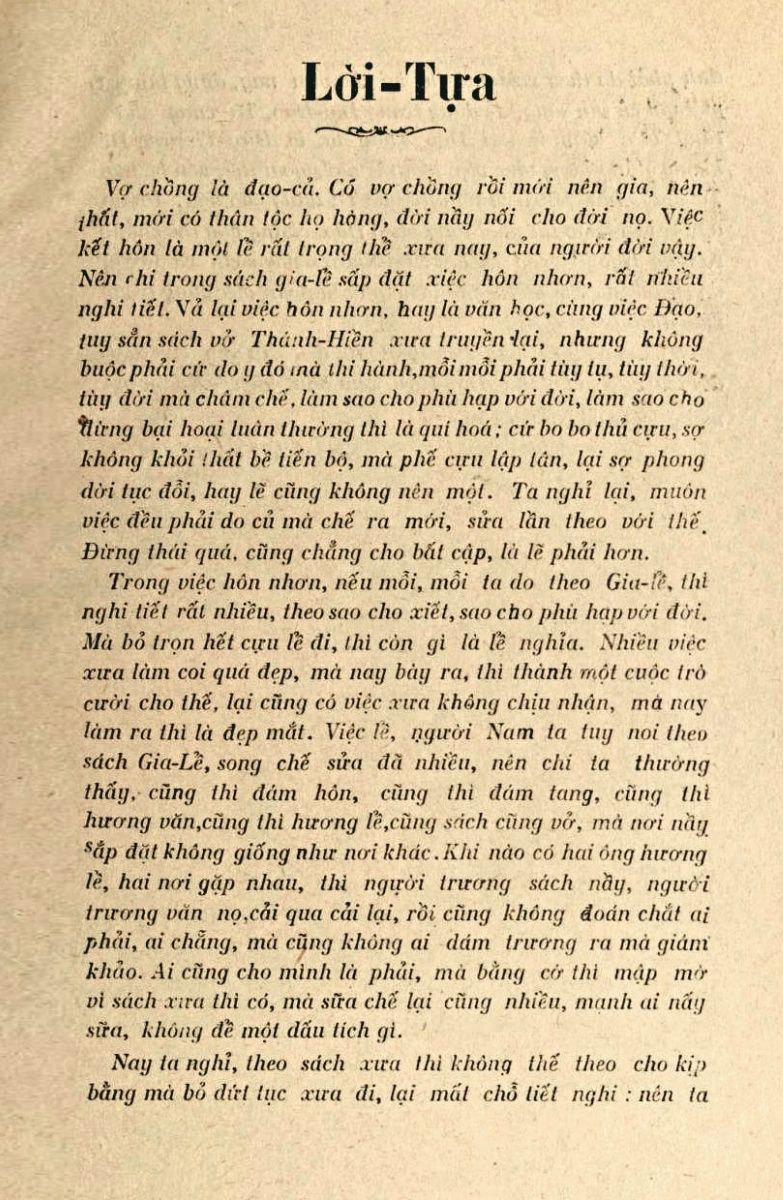 Lời-Tựa
Vợ chồng là đạo-cả. Có vợ chồng rồi mới nên gia, nên
thất, mới có thân tộc họ hàng, đời nầy nối cho đời nọ. Việc
kết hôn là một lễ rất trọng thể xưa nay, của người đời vậy.
Nên chi trong sách gia-lễ sắp đặt xiệc hôn nhơn, rất nhiều
nghi tiết. Vả lại việc hôn nhơn, hay là văn học, cùng việc Đạo,
tuy sẳn sách vở Thánh-Hiền xưa truyền lại, nhưng không
buộc phải cứ do y đó mà thi hành, mỗi mỗi phải tùy tụ, tùy thời,
tùy đời mà châm chế, làm sao cho phù hạp với đời, làm sao cho
đừng bại hoại luân thường thì là quí hoá; cứ bo bo thủ cựu, sợ
không khỏi thất bề tiến bộ, mà phế cựu lập tân, lại sợ phong
dời tục đỗi, hay lẽ cũng không nên một. Ta nghỉ lại, muôn
việc đều phải do củ mà chế ra mới, sửa lần theo với thế.
Đừng thái quá, cũng chẳng cho bất cập, là lẽ phải hơn.
Trong việc hôn nhơn, nếu mỗi, mỗi ta do theo Gia-lễ, thì
nghi tiết rất nhiều, theo sao cho xiết, sao cho phù hạp với đời.
Mà bỏ trọn hết cựu lễ đi, thì còn gì là lễ nghĩa. Nhiều việc
xưa làm coi quá đẹp, mà nay bày ra, thì thành một cuộc trò
cười cho thế, lại cũng có việc xưa không chịu nhận, mà nay
làm ra thì là đẹp mắt. Việc lễ, người Nam ta tuy noi theo
sách Gia-Lễ, song chế sửa đã nhiều, nên chi ta thường
thấy, cũng thì đám hôn, cũng thì đám tang, cũng thì
hương văn, cũng thì hương lễ, cũng sách cũng vở, mà nơi nầy
sắp đặt không giống như nơi khác. Khi nào có hai ông hương
lễ, hai nơi gặp nhau, thì người trương sách nầy, người
trương văn nọ, cải qua cải lại, rồi cũng không đoán chắt ai
phải, ai chẳng, mà cũng không ai dám trương ra mà giám
khảo. Ai cũng cho mình là phải, mà bằng cớ thì mập mờ
vì sách xưa thì có, mà sữa chế lại cũng nhiều, mạnh ai nấy
sữa, không để một dấu tích gì.
Nay ta nghỉ, theo sách xưa thì không thế theo cho kịp
bằng mà bỏ dứt tục xưa đi, lại mất chỗ tiết nghi : nên ta